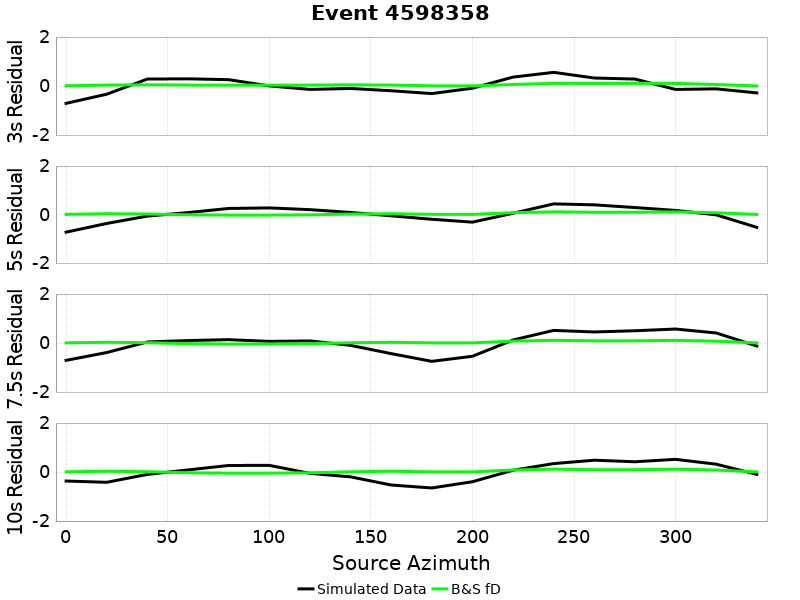 Event 4598358
3s Residual
2
0
-2
5s Residual
2
0
-2
7.5s Residual
2
0
-2
10s Residual
2
0
-2
0 50 100 150 200 250 300
Source Azimuth
Simulated Data B&S fD